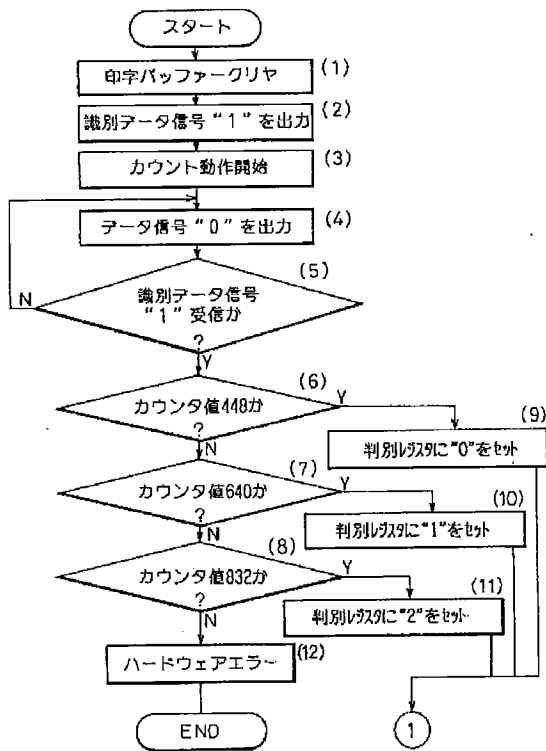 スタート
印字バッファークリヤ
(1)
識別データ信号 "1" を出力
(2)
カウント動作開始
(3)
データ信号 "0" を出力
(4)
識別データ信号
"1" 受信か
?
(5)
N
Y
カウンタ値448か
?
(6)
Y
N
カウンタ値640か
?
(7)
Y
N
カウンタ値832か
?
(8)
Y
N
判別レジスタに"0"をセット
(9)
判別レジスタに"1"をセット
(10)
判別レジスタに"2"をセット
(11)
ハードウェアエラー
(12)
END
1